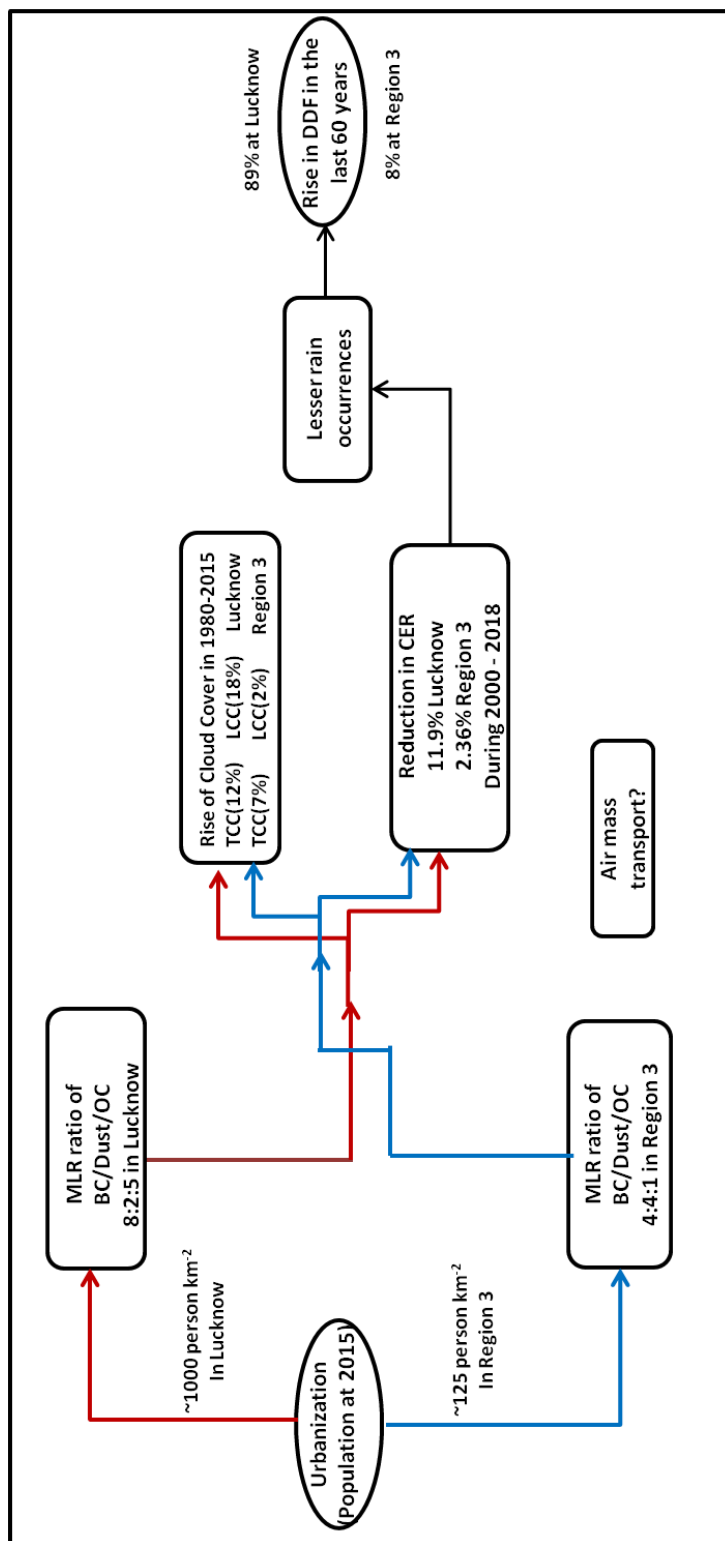 Urbanization
(Population at 2015)
~1000 person km-2
In Lucknow
~125 person km-2
In Region 3
MLR ratio of
BC/Dust/OC
8:2:5 in Lucknow
MLR ratio of
BC/Dust/OC
4:4:1 in Region 3
Rise of Cloud Cover in 1980-2015
TCC(12%) LCC(18%) Lucknow
TCC(7%) LCC(2%) Region 3
Reduction in CER
11.9% Lucknow
2.36% Region 3
During 2000 - 2018
Air mass
transport?
Lesser rain
occurrences
89% at Lucknow
Rise in DDF in the
last 60 years
8% at Region 3